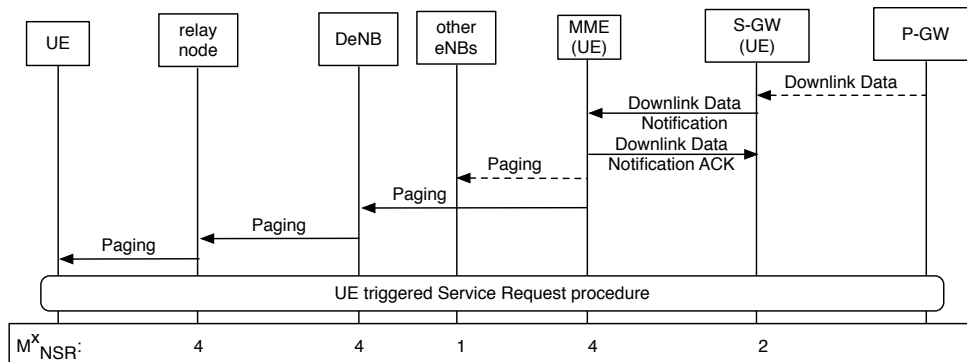 UE
relay
node
DeNB
other
eNBs
MME
(UE)
S-GW
(UE)
P-GW
Downlink Data
Downlink Data
Notification
Downlink Data
Notification ACK
Paging
Paging
Paging
Paging
UE triggered Service Request procedure
M^x_NSR: 4 4 1 4 2